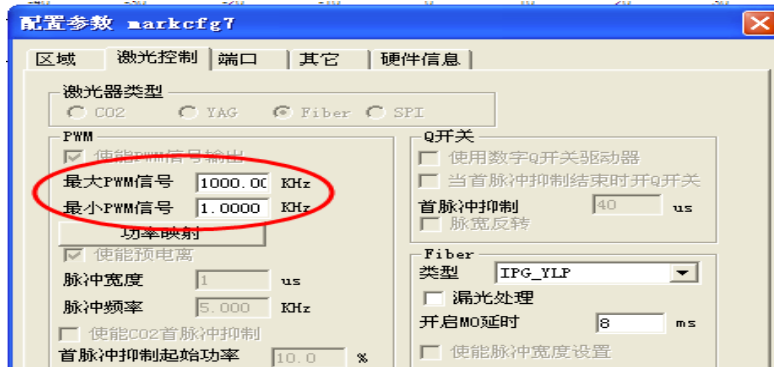 配置参数 markcfg7
区域 激光控制 端口 其它 硬件信息
激光器类型
CO2 YAG Fiber SPI
PWM
使能PWM信号输出
最大PWM信号 1000.00 KHz
最小PWM信号 1.0000 KHz
功率映射
使能预电离
脉冲宽度 1 us
脉冲频率 5.000 KHz
使能CO2首脉冲抑制
首脉冲抑制起始功率 10.0 %
Q开关
使用数字Q开关驱动器
当首脉冲抑制结束时开Q开关
首脉冲抑制 40 us
脉宽反转
Fiber
类型 IPG_YLP
漏光处理
开启MO延时 8 ms
使能脉冲宽度设置